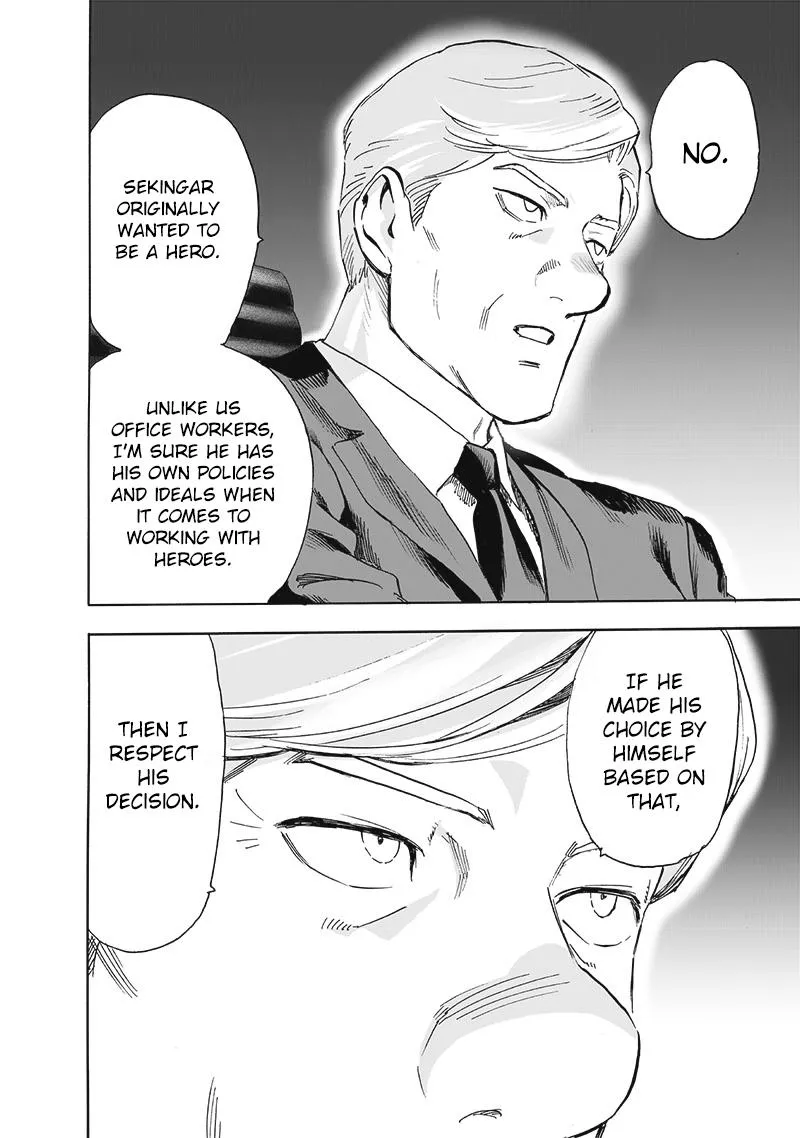 NO.
SEKINGAR
ORIGINALLY
WANTED TO
BE A HERO.
UNLIKE US
OFFICE WORKERS,
I'M SURE HE HAS
HIS OWN POLICIES
AND IDEALS WHEN
IT COMES TO
WORKING WITH
HEROES.
IF HE
MADE HIS
CHOICE BY
HIMSELF
BASED ON
THAT,
THEN I
RESPECT
HIS
DECISION.